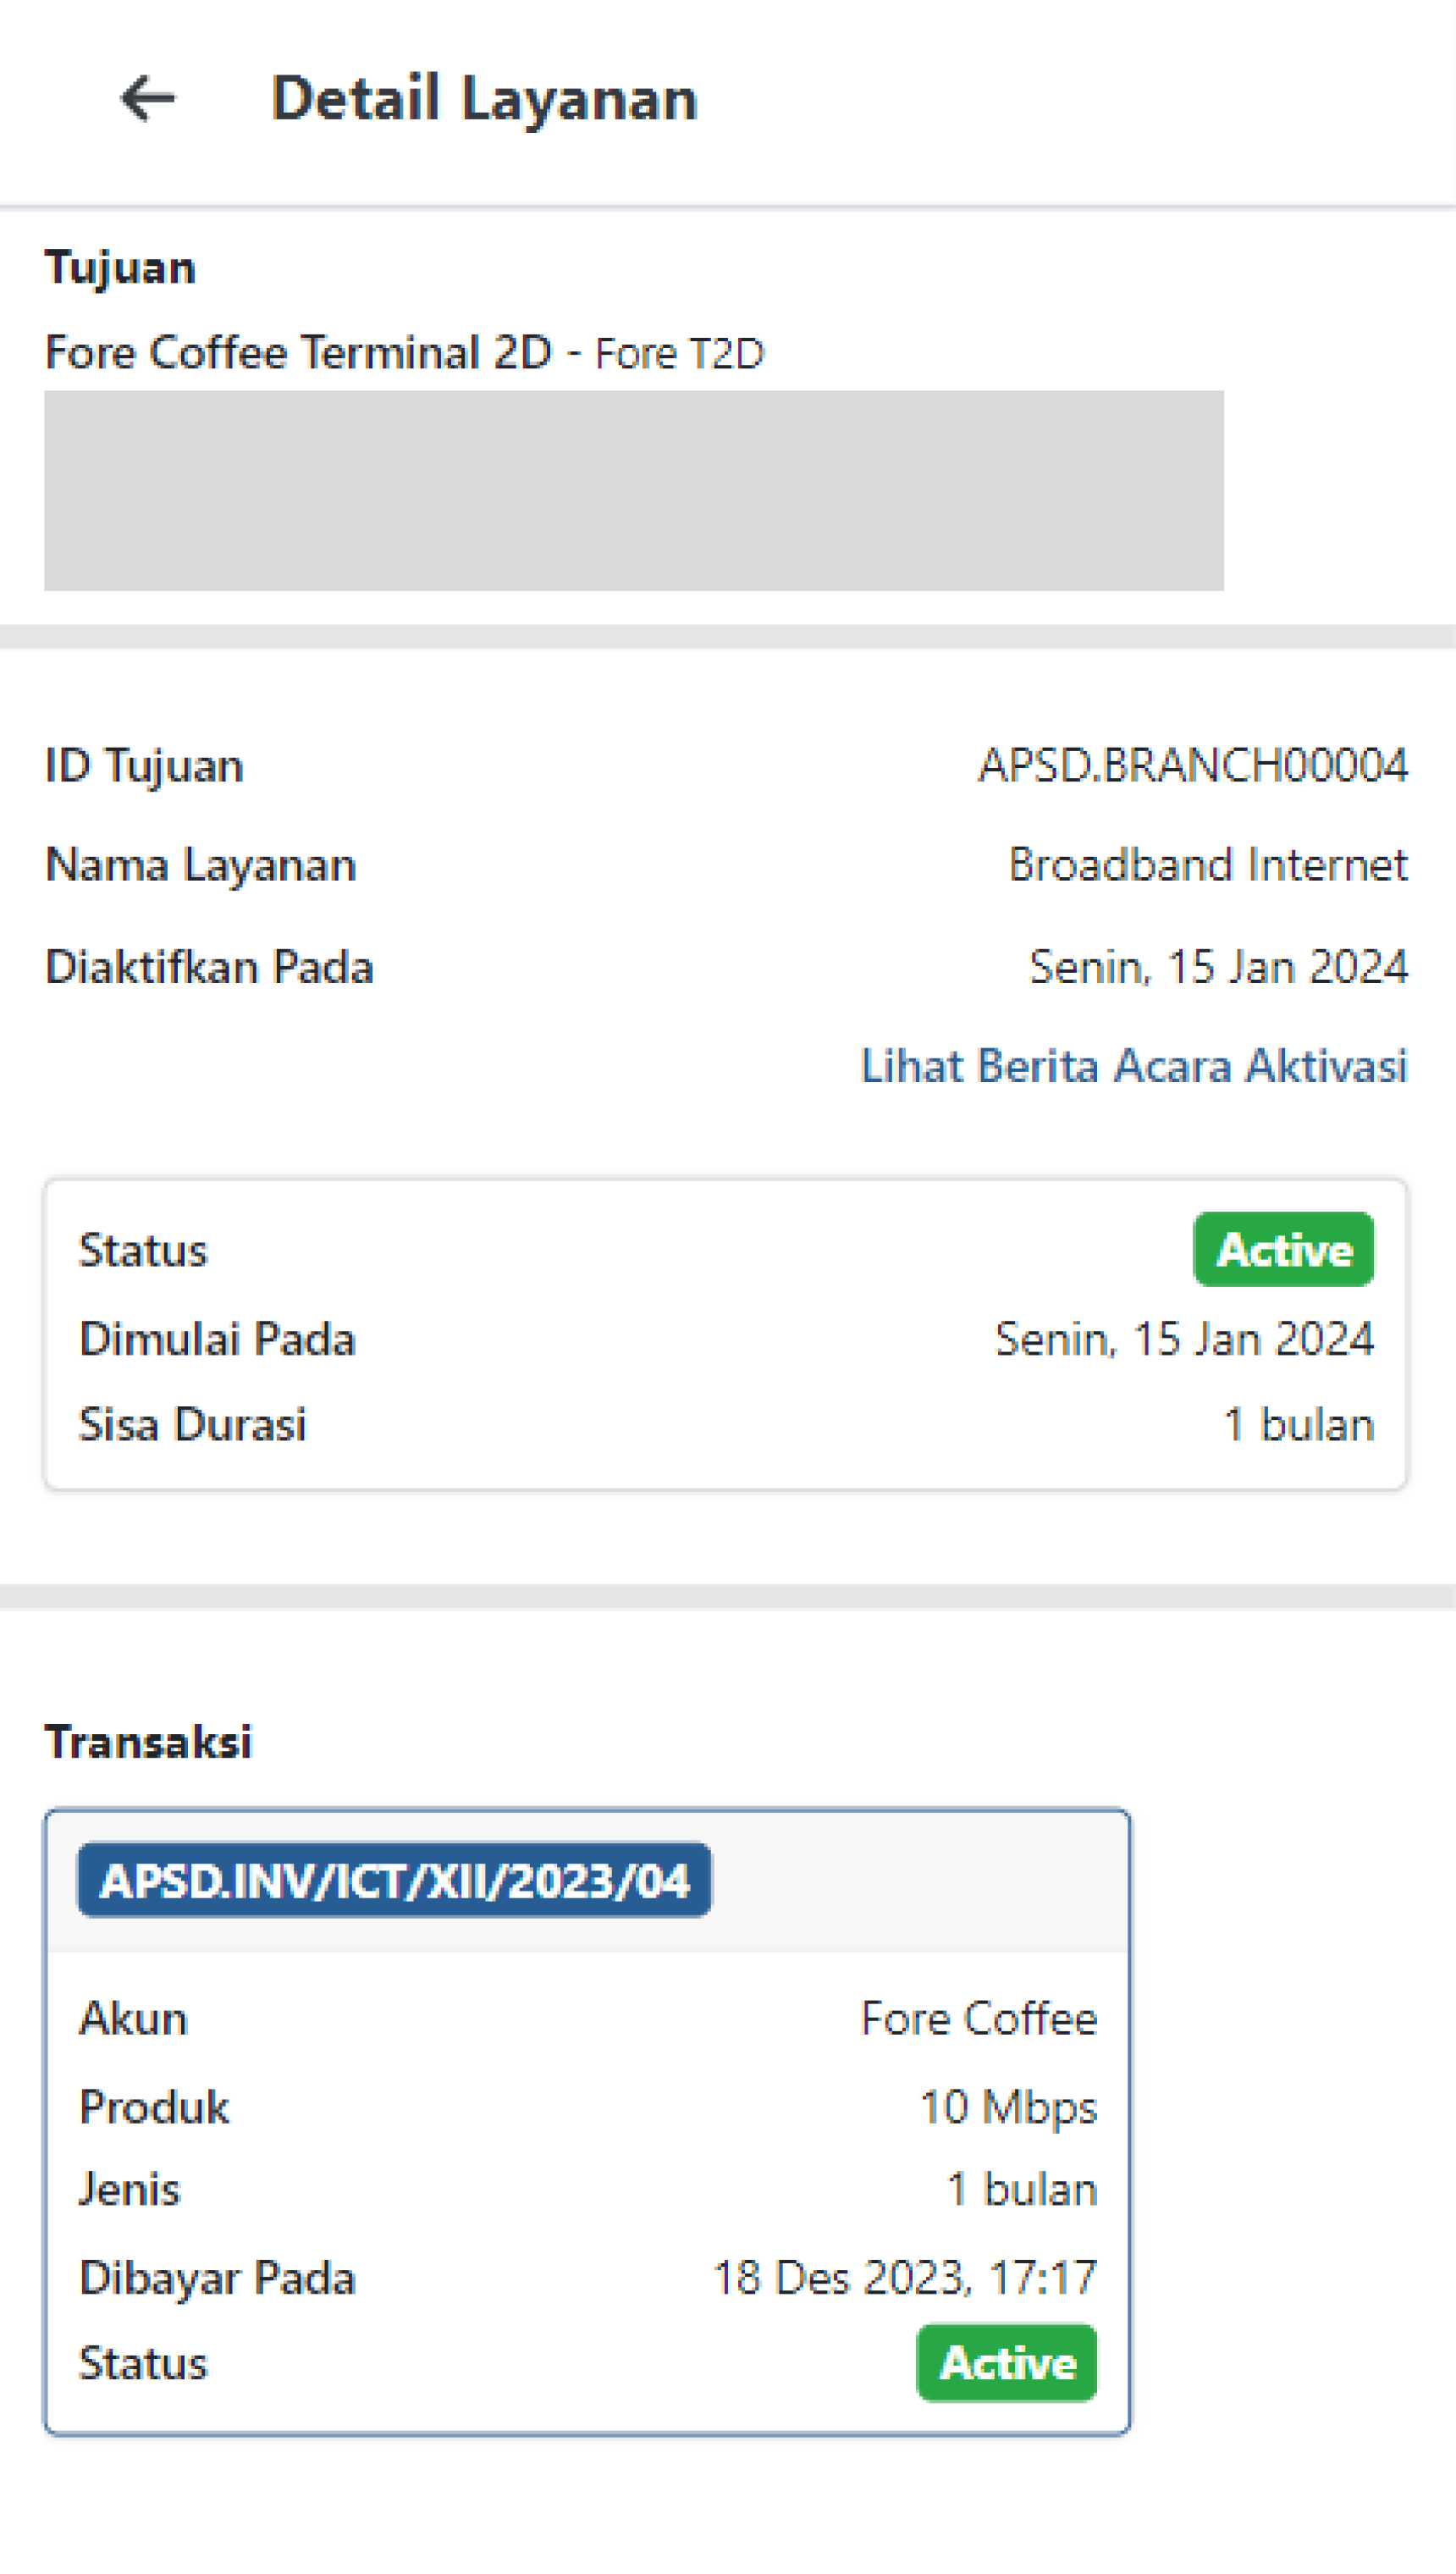 Detail Layanan
Tujuan
Fore Coffee Terminal 2D - Fore T2D
ID Tujuan APSD.BRANCH00004
Nama Layanan Broadband Internet
Diaktifkan Pada Senin, 15 Jan 2024
Lihat Berita Acara Aktivasi
Status Active
Dimulai Pada Senin, 15 Jan 2024
Sisa Durasi 1 bulan
Transaksi
APSD.INV/ICT/XII/2023/04
Akun Fore Coffee
Produk 10 Mbps
Jenis 1 bulan
Dibayar Pada 18 Des 2023, 17:17
Status Active